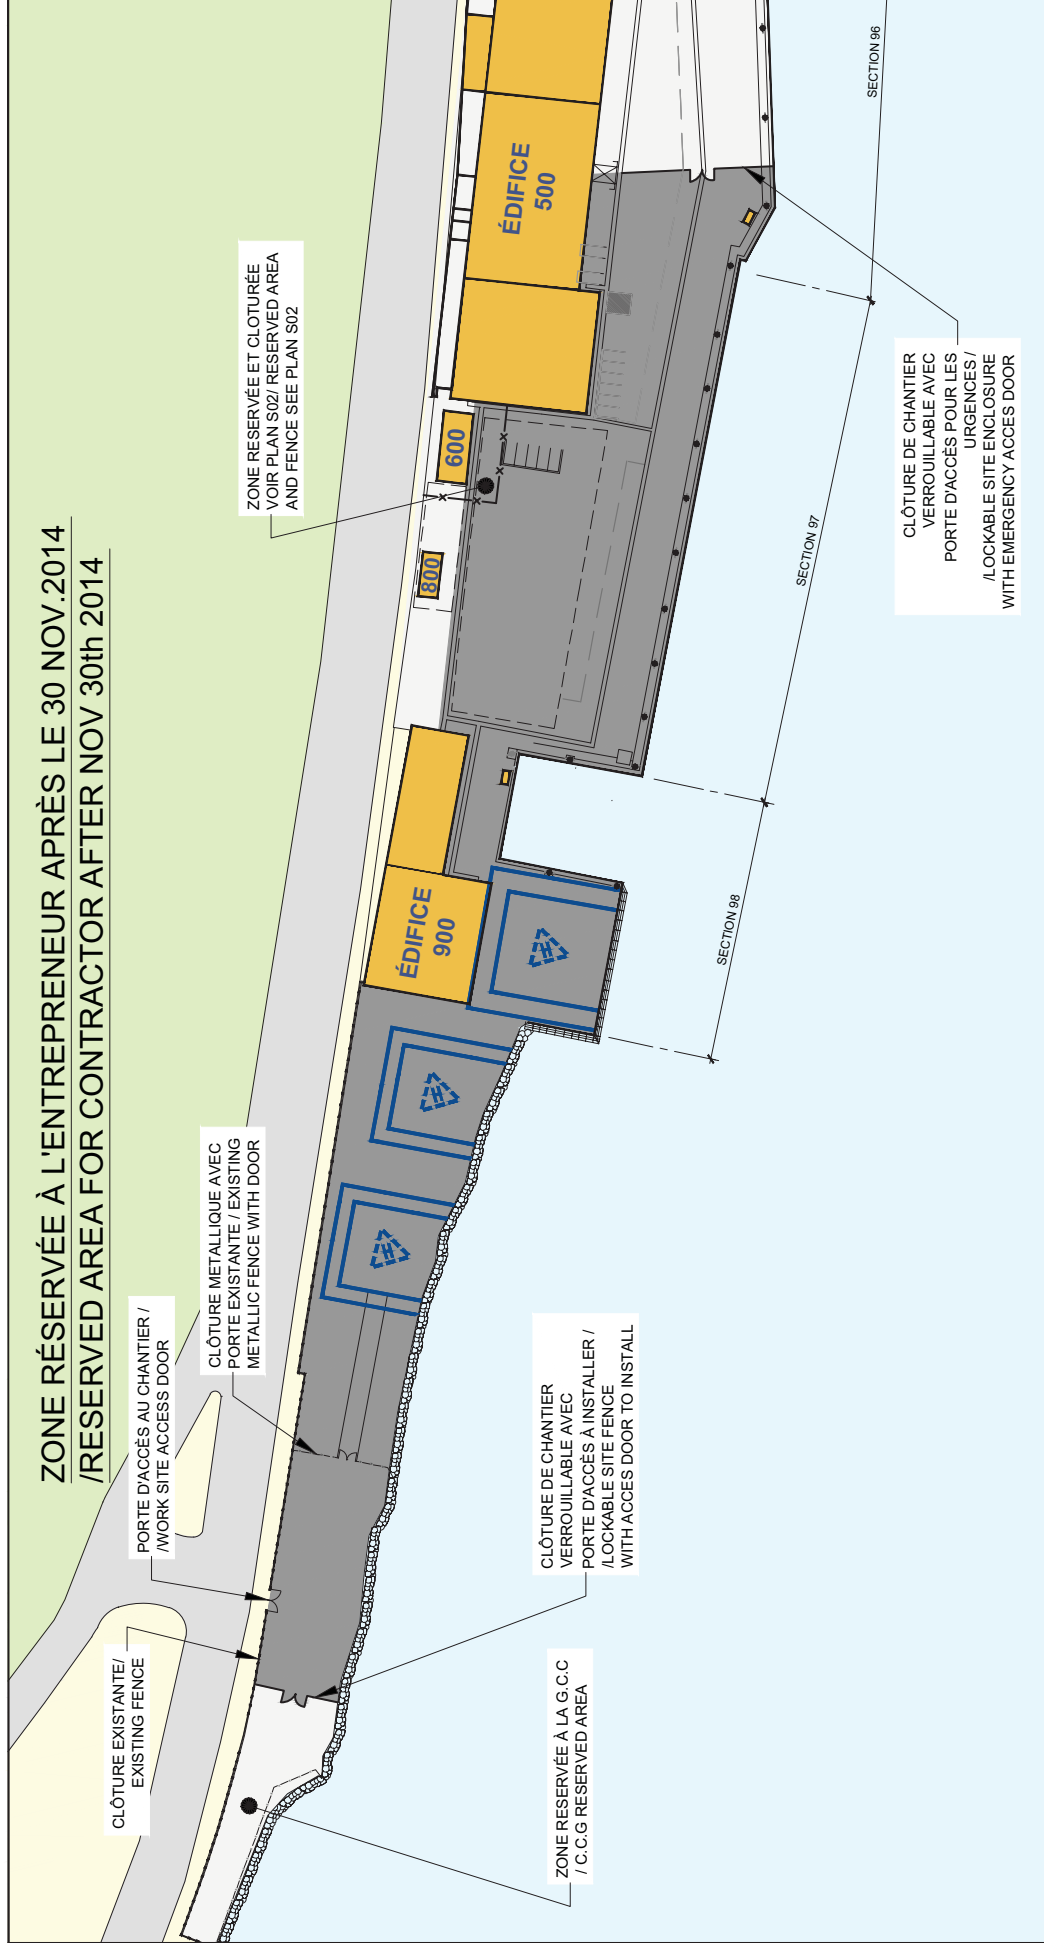 ZONE RÉSERVÉE À L'ENTREPRENEUR APRÈS LE 30 NOV.2014
/RESERVED AREA FOR CONTRACTOR AFTER NOV 30th 2014
CLÔTURE EXISTANTE/
EXISTING FENCE
PORTE D'ACCÈS AU CHANTIER /
/WORK SITE ACCESS DOOR
CLÔTURE METALLIQUE AVEC
PORTE EXISTANTE / EXISTING
METALLIC FENCE WITH DOOR
ZONE RESERVÉE ET CLOTURÉE
VOIR PLAN S02/ RESERVED AREA
AND FENCE SEE PLAN S02
ÉDIFICE
900
800
600
ÉDIFICE
500
H
H
H
ZONE RESERVÉE À LA G.C.C
/ C.C.G RESERVED AREA
CLÔTURE DE CHANTIER
VERROUILLABLE AVEC
PORTE D'ACCÈS À INSTALLER /
/LOCKABLE SITE FENCE
WITH ACCES DOOR TO INSTALL
SECTION 98
SECTION 97
SECTION 96
CLÔTURE DE CHANTIER
VERROUILLABLE AVEC
PORTE D'ACCÈS POUR LES
URGENCES /
/LOCKABLE SITE ENCLOSURE
WITH EMERGENCY ACCES DOOR